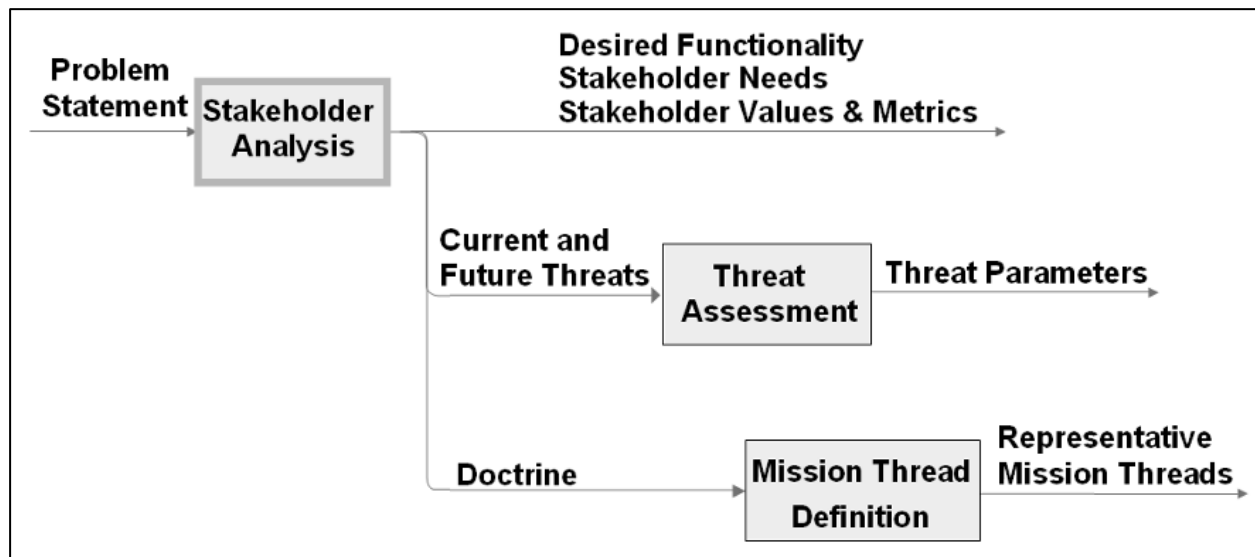 Problem
Statement
Stakeholder
Analysis
Desired Functionality
Stakeholder Needs
Stakeholder Values & Metrics
Current and
Future Threats
Threat
Assessment
Threat Parameters
Doctrine
Mission Thread
Definition
Representative
Mission Threads